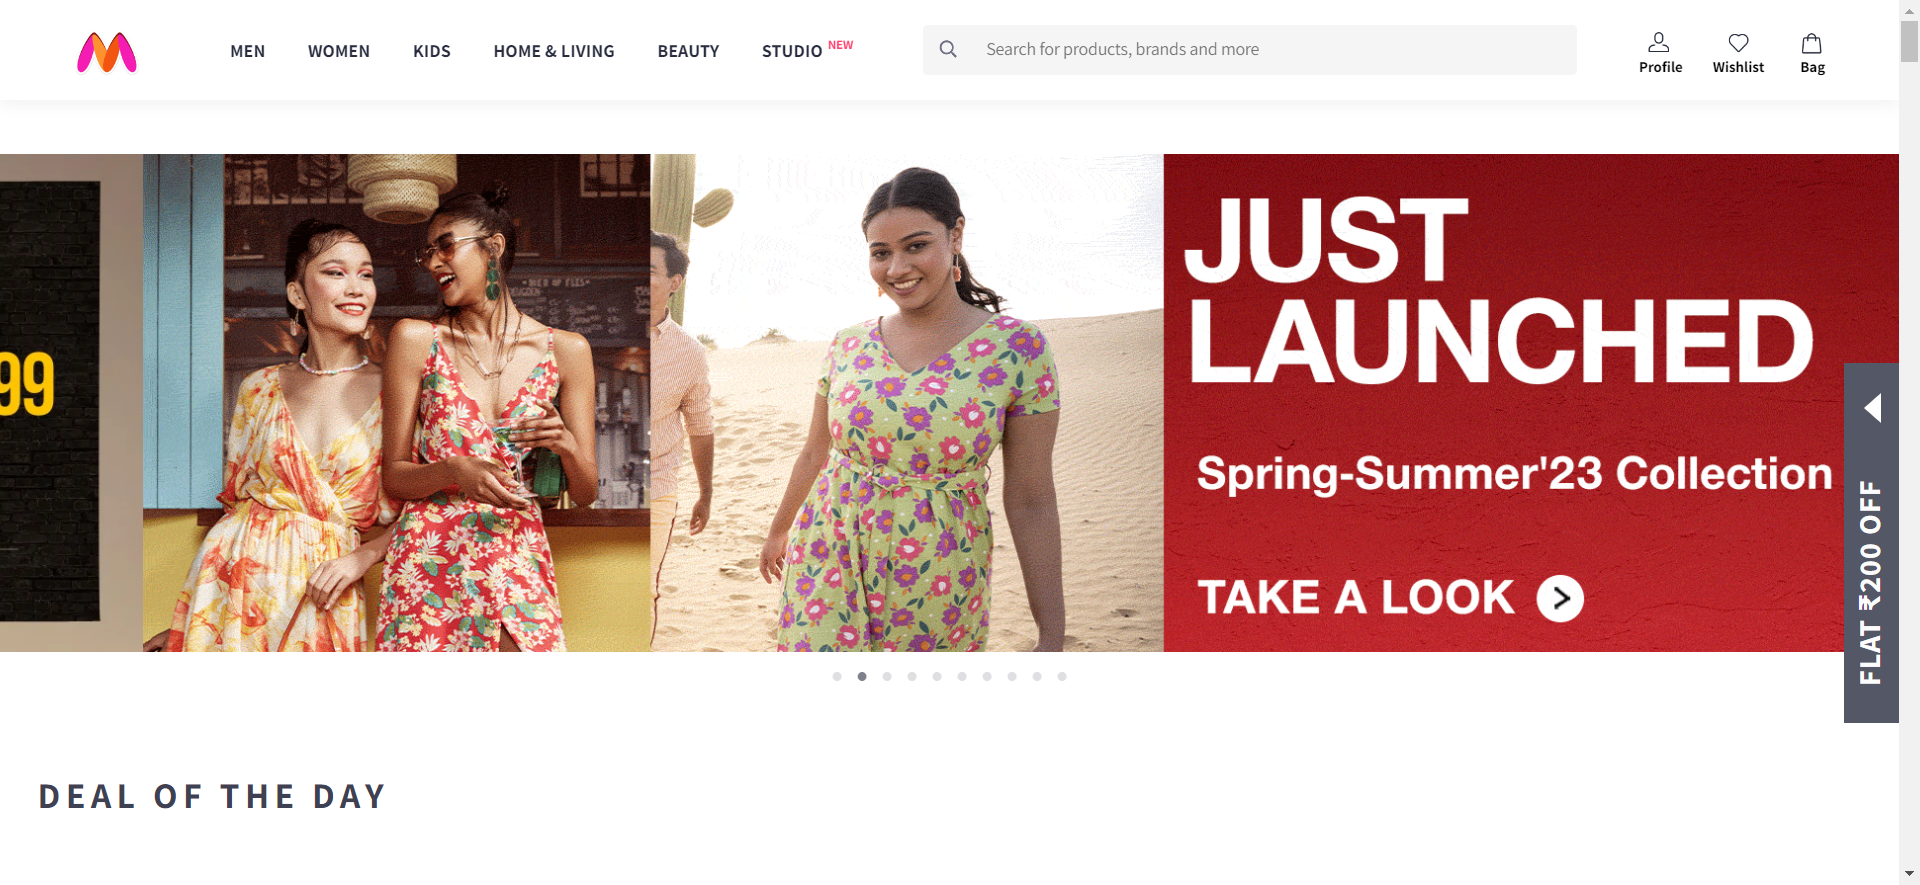 MEN
WOMEN
KIDS
HOME & LIVING
BEAUTY
STUDIO NEW
Search for products, brands and more
Profile
Wishlist
Bag
99
JUST
LAUNCHED
Spring-Summer'23 Collection
TAKE A LOOK
FLAT ₹200 OFF
DEAL OF THE DAY